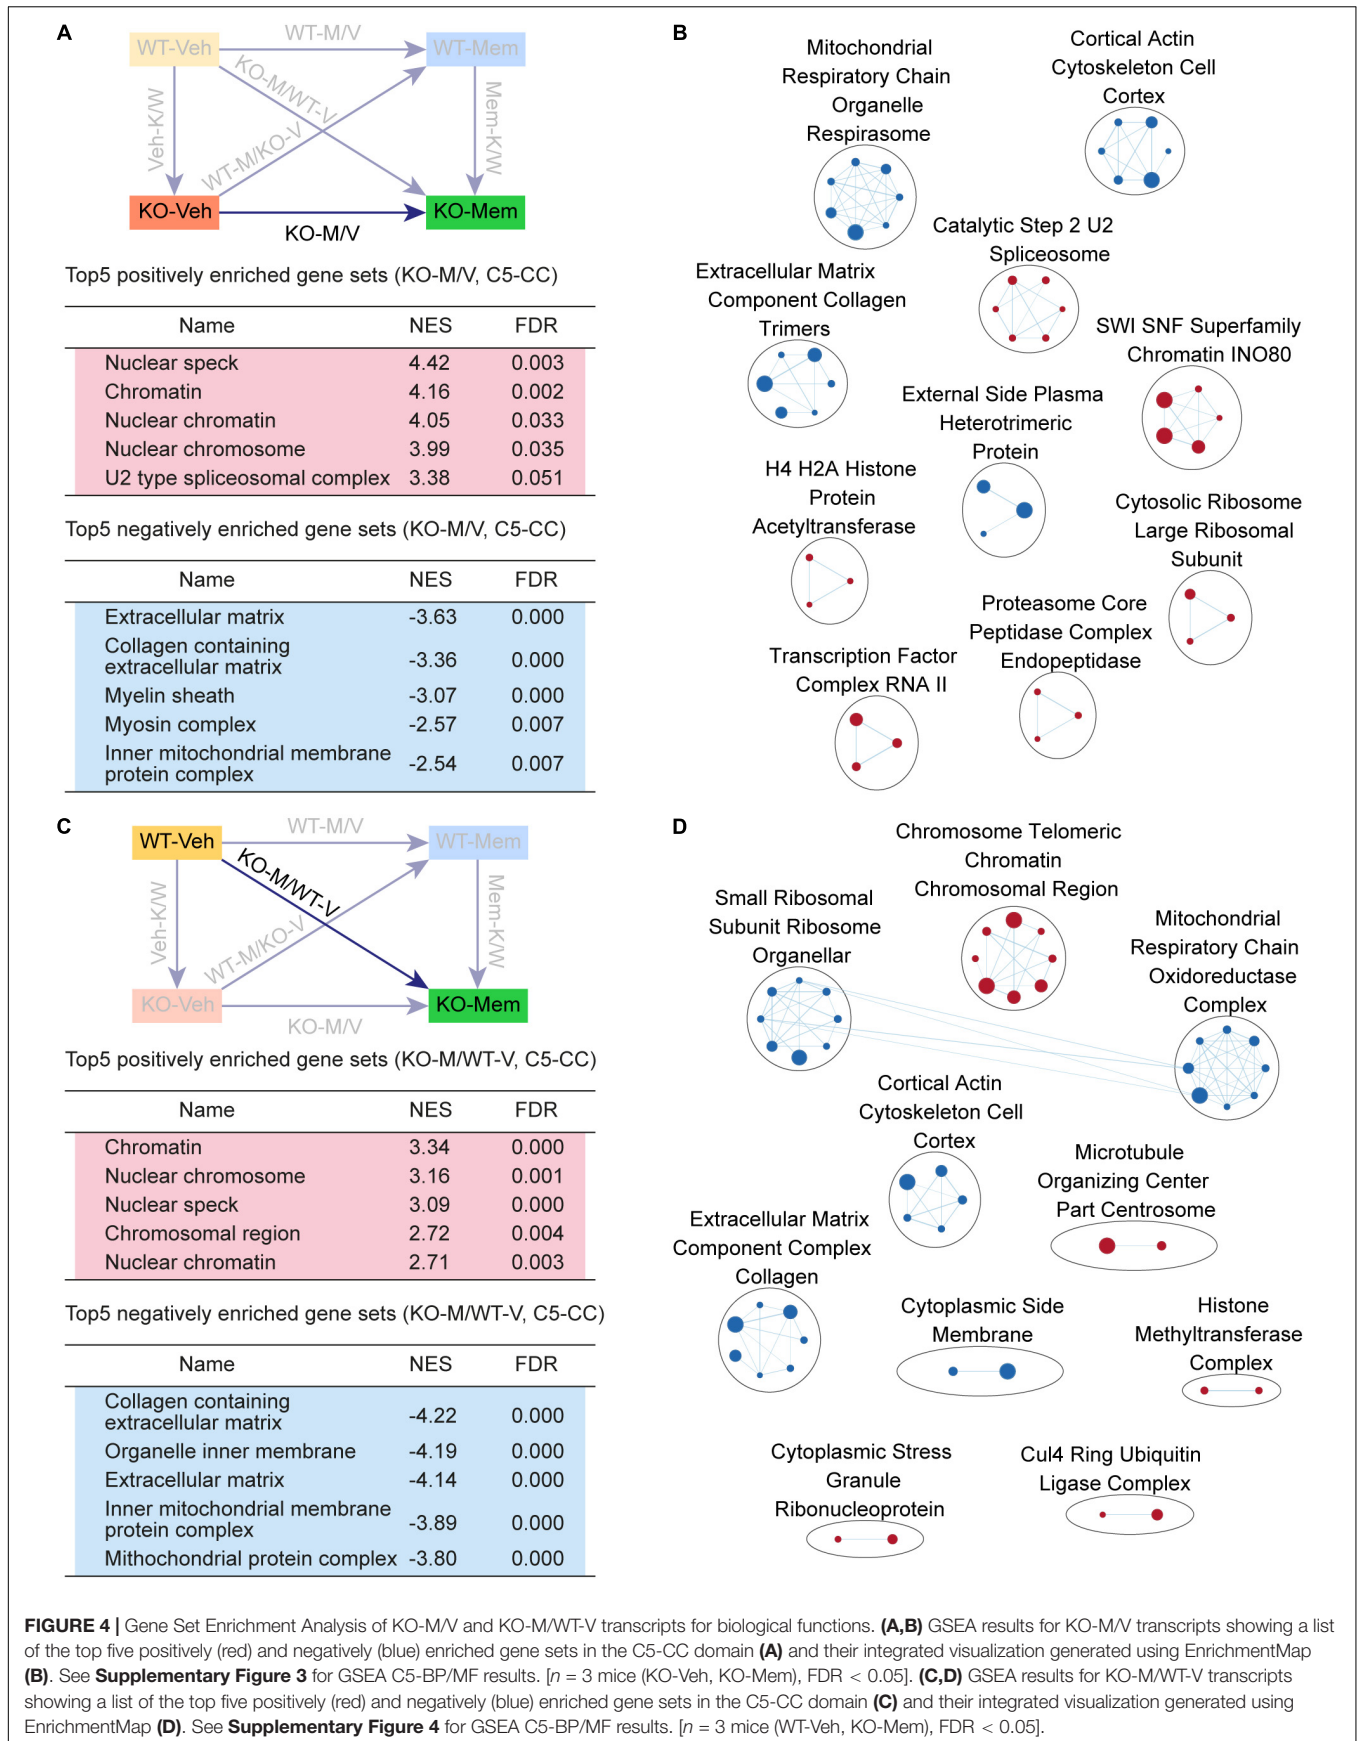 A
WT-Veh
WT-M/V
WT-Mem
Veh-K/W
KO-M/WT-V
WT-M/KO-V
Mem-K/W
KO-Veh
KO-M/V
KO-Mem
Top5 positively enriched gene sets (KO-M/V, C5-CC)
Name NES FDR
Nuclear speck 4.42 0.003
Chromatin 4.16 0.002
Nuclear chromatin 4.05 0.033
Nuclear chromosome 3.99 0.035
U2 type spliceosomal complex 3.38 0.051
Top5 negatively enriched gene sets (KO-M/V, C5-CC)
Name NES FDR
Extracellular matrix -3.63 0.000
Collagen containing
extracellular matrix -3.36 0.000
Myelin sheath -3.07 0.000
Myosin complex -2.57 0.007
Inner mitochondrial membrane
protein complex -2.54 0.007
B
Mitochondrial
Respiratory Chain
Organelle
Respirasome
Cortical Actin
Cytoskeleton Cell
Cortex
Catalytic Step 2 U2
Spliceosome
Extracellular Matrix
Component Collagen
Trimers
SWI SNF Superfamily
Chromatin INO80
External Side Plasma
Heterotrimeric
Protein
H4 H2A Histone
Protein
Acetyltransferase
Cytosolic Ribosome
Large Ribosomal
Subunit
Proteasome Core
Peptidase Complex
Endopeptidase
Transcription Factor
Complex RNA II
C
WT-Veh
WT-M/V
WT-Mem
Veh-K/W
KO-M/WT-V
WT-M/KO-V
Mem-K/W
KO-Veh
KO-M/V
KO-Mem
Top5 positively enriched gene sets (KO-M/WT-V, C5-CC)
Name NES FDR
Chromatin 3.34 0.000
Nuclear chromosome 3.16 0.001
Nuclear speck 3.09 0.000
Chromosomal region 2.72 0.004
Nuclear chromatin 2.71 0.003
Top5 negatively enriched gene sets (KO-M/WT-V, C5-CC)
Name NES FDR
Collagen containing
extracellular matrix -4.22 0.000
Organelle inner membrane -4.19 0.000
Extracellular matrix -4.14 0.000
Inner mitochondrial membrane
protein complex -3.89 0.000
Mithochondrial protein complex -3.80 0.000
D
Chromosome Telomeric
Chromatin
Chromosomal Region
Small Ribosomal
Subunit Ribosome
Organellar
Mitochondrial
Respiratory Chain
Oxidoreductase
Complex
Cortical Actin
Cytoskeleton Cell
Cortex
Microtubule
Organizing Center
Part Centrosome
Extracellular Matrix
Component Complex
Collagen
Cytoplasmic Side
Membrane
Histone
Methyltransferase
Complex
Cytoplasmic Stress
Granule
Ribonucleoprotein
Cul4 Ring Ubiquitin
Ligase Complex
FIGURE 4 | Gene Set Enrichment Analysis of KO-M/V and KO-M/WT-V transcripts for biological functions. (A,B) GSEA results for KO-M/V transcripts showing a list
of the top five positively (red) and negatively (blue) enriched gene sets in the C5-CC domain (A) and their integrated visualization generated using EnrichmentMap
(B). See Supplementary Figure 3 for GSEA C5-BP/MF results. [n = 3 mice (KO-Veh, KO-Mem), FDR < 0.05]. (C,D) GSEA results for KO-M/WT-V transcripts
showing a list of the top five positively (red) and negatively (blue) enriched gene sets in the C5-CC domain (C) and their integrated visualization generated using
EnrichmentMap (D). See Supplementary Figure 4 for GSEA C5-BP/MF results. [n = 3 mice (WT-Veh, KO-Mem), FDR < 0.05].